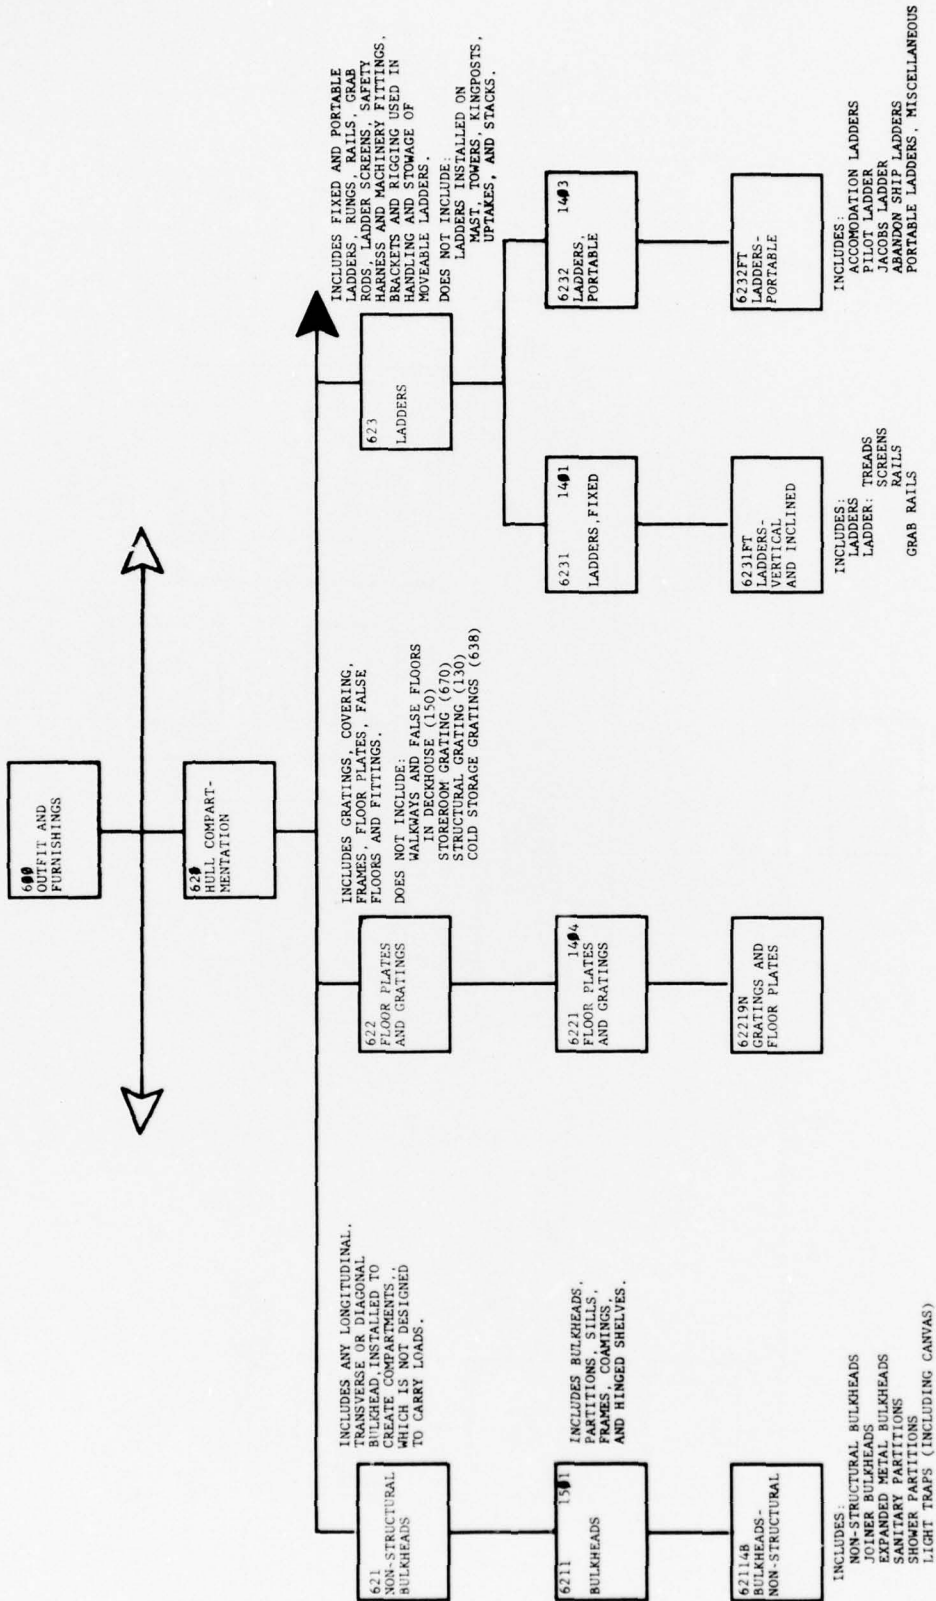 600
OUTFIT AND
FURNISHINGS
620
HULL COMPART-
MENTATION
621
NON-STRUCTURAL
BULKHEADS
INCLUDES ANY LONGITUDINAL.
TRANSVERSE OR DIAGONAL
BULKHEAD, INSTALLED TO
CREATE COMPARTMENTS..
WHICH IS NOT DESIGNED
TO CARRY LOADS.
6211 1501
BULKHEADS
INCLUDES BULKHEADS.
PARTITIONS, SILLS.
FRAMES, COAMINGS,
AND HINGED SHELVES.
62114B
BULKHEADS-
NON-STRUCTURAL
INCLUDES:
NON-STRUCTURAL BULKHEADS
JOINER BULKHEADS
EXPANDED METAL BULKHEADS
SANITARY PARTITIONS
SHOWER PARTITIONS
LIGHT TRAPS (INCLUDING CANVAS)
622
FLOOR PLATES
AND GRATINGS
INCLUDES GRATINGS, COVERING,
FRAMES, FLOOR PLATES, FALSE
FLOORS AND FITTINGS.
DOES NOT INCLUDE:
WALKWAYS AND FALSE FLOORS
IN DECKHOUSE (150)
STOREROOM GRATING (670)
STRUCTURAL GRATING (130)
COLD STORAGE GRATINGS (638)
6221 1404
FLOOR PLATES
AND GRATINGS
62219N
GRATINGS AND
FLOOR PLATES
623
LADDERS
INCLUDES FIXED AND PORTABLE
LADDERS, RUNGS, RAILS, GRAB
RODS, LADDER SCREENS, SAFETY
HARNESS AND MACHINERY FITTINGS,
BRACKETS AND RIGGING USED IN
HANDLING AND STOWAGE OF
MOVEABLE LADDERS.
DOES NOT INCLUDE:
LADDERS INSTALLED ON
MAST, TOWERS, KINGPOSTS,
UPTAKES, AND STACKS.
6231 1401
LADDERS,FIXED
6231FT
LADDERS-
VERTICAL
AND INCLINED
INCLUDES:
LADDERS
LADDER: TREADS
SCREENS
RAILS
GRAB RAILS
6232 1403
LADDERS,
PORTABLE
6232FT
LADDERS-
PORTABLE
INCLUDES:
ACCOMODATION LADDERS
PILOT LADDER
JACOBS LADDER
ABANDON SHIP LADDERS
PORTABLE LADDERS, MISCELLANEOUS